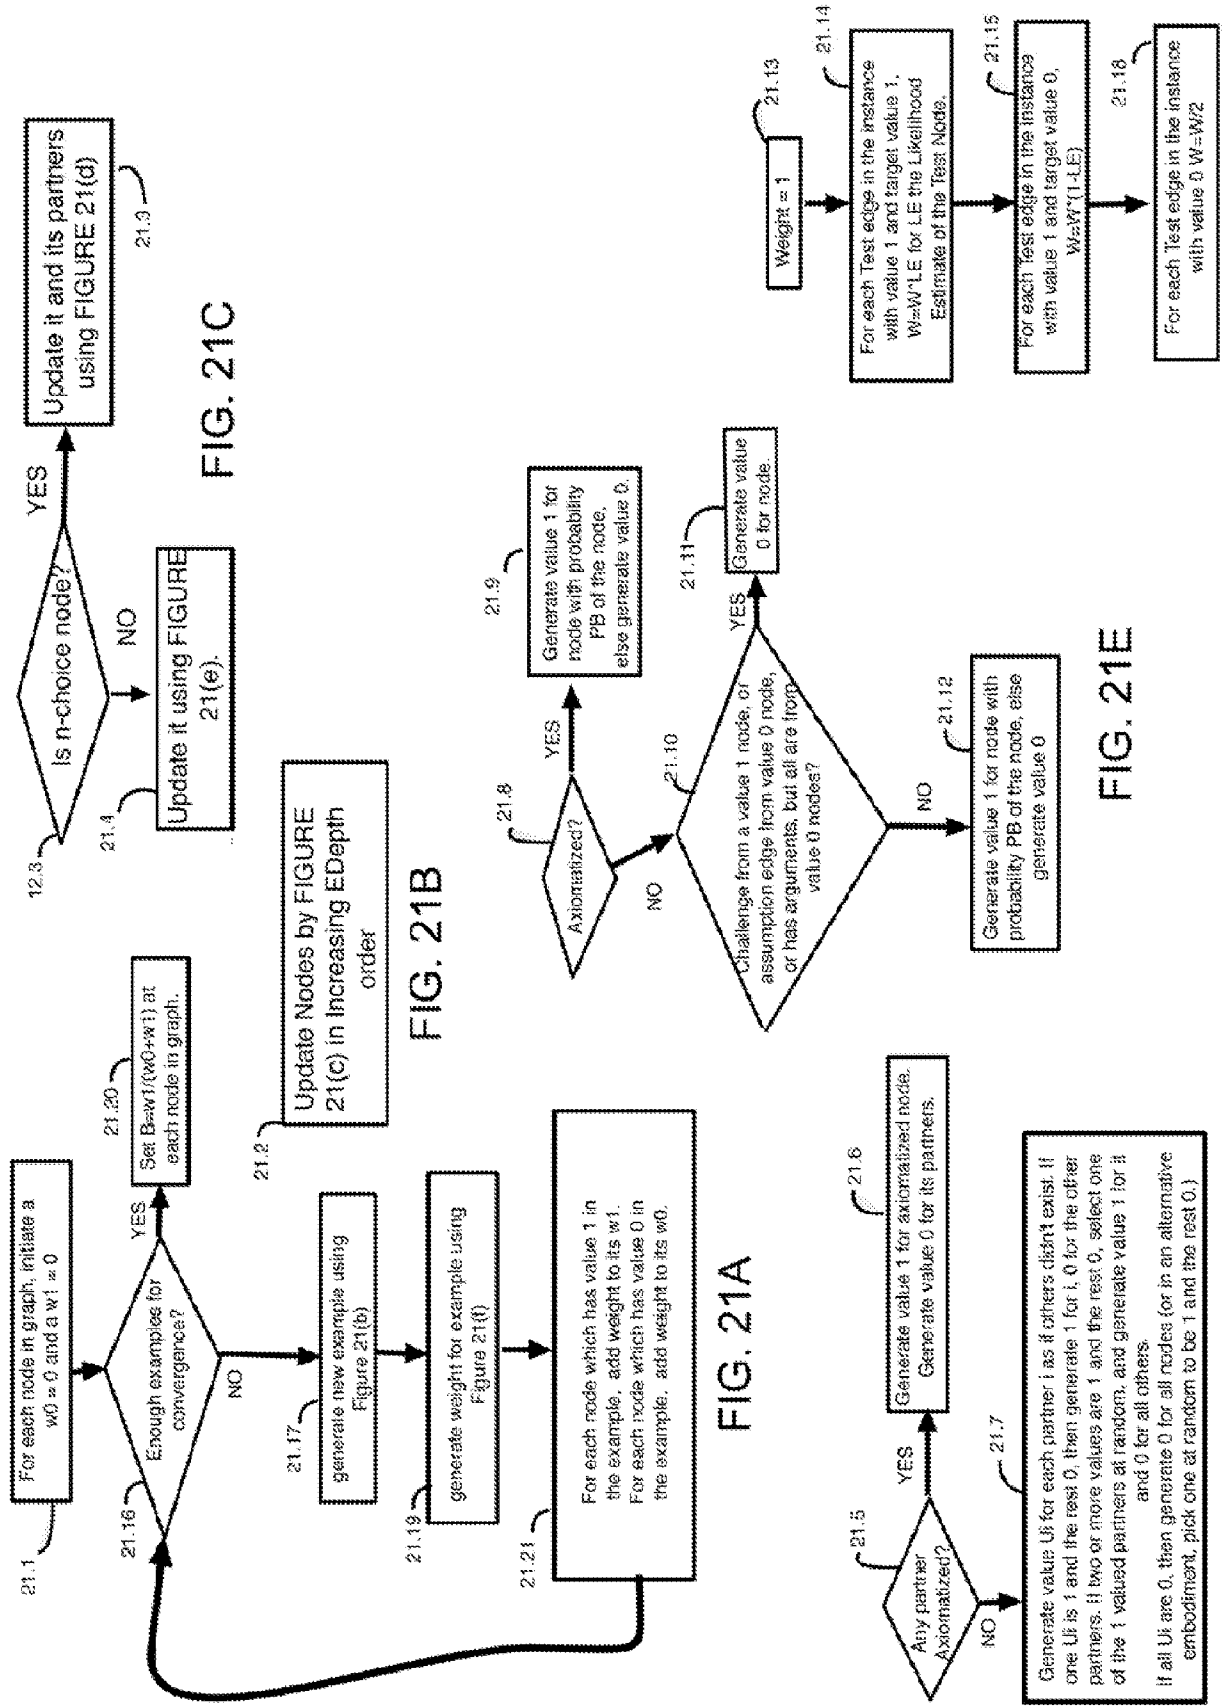 21.1
For each node in graph, initiate a
w0 = 0 and a w1 = 0
21.16
Enough examples for
convergence?
YES
21.20
Set B=w1/(w0+w1) at
each node in graph.
NO
21.17
generate new example using
Figure 21(b)
21.19
generate weight for example using
Figure 21(f)
21.21
For each node which has value 1 in
the example, add weight to its w1.
For each node which has value 0 in
the example, add weight to its w0.
FIG. 21A
21.2
Update Nodes by FIGURE
21(c) in Increasing EDepth
order
FIG. 21B
12.3
Is n-choice node?
YES
21.3
Update it and its partners
using FIGURE 21(d)
NO
21.4
Update it using FIGURE
21(e).
FIG. 21C
21.5
Any partner
Axiomatized?
YES
21.6
Generate value 1 for axiomatized node.
Generate value 0 for its partners.
NO
21.7
Generate value Ui for each partner i as if others didn't exist. If
one Ui is 1 and the rest 0, then generate 1 for i, 0 for the other
partners. If two or more values are 1 and the rest 0, select one
of the 1 valued partners at random, and generate value 1 for it
and 0 for all others.
If all Ui are 0, then generate 0 for all nodes (or in an alternative
embodiment, pick one at random to be 1 and the rest 0.)
21.8
Axiomatized?
YES
21.9
Generate value 1 for
node with probability
PB of the node,
else generate value 0.
NO
21.10
Challenge from a value 1 node, or
assumption edge from value 0 node,
or has arguments, but all are from
value 0 nodes?
YES
21.11
Generate value
0 for node.
NO
21.12
Generate value 1 for node with
probability PB of the node, else
generate value 0
FIG. 21E
21.13
Weight = 1
21.14
For each Test edge in the instance
with value 1 and target value 1,
W=W*LE for LE the Likelihood
Estimate of the Test Node.
21.15
For each Test edge in the instance
with value 1 and target value 0,
W=W*(1-LE)
21.18
For each Test edge in the instance
with value 0 W=W/2